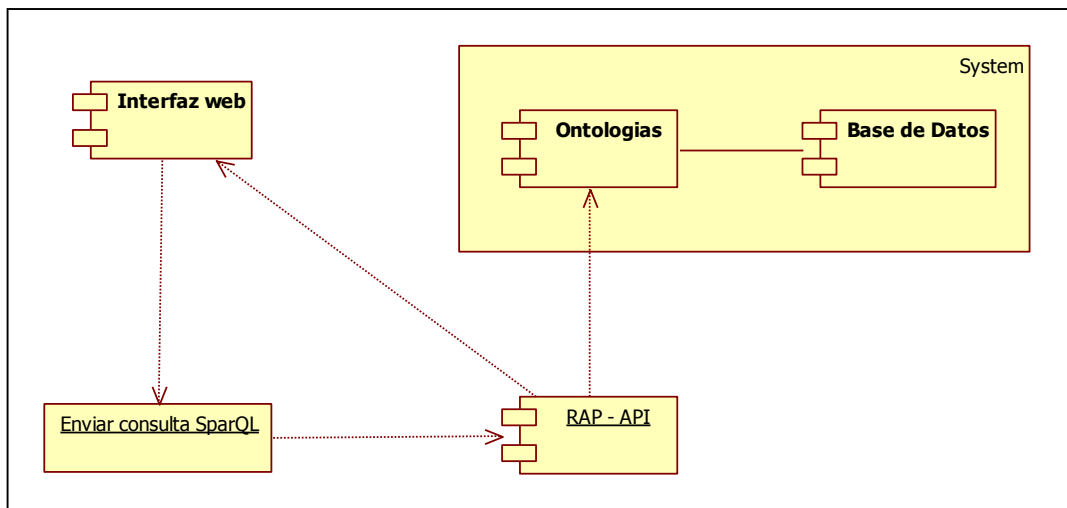 System
Interfaz web
Ontologias
Base de Datos
Enviar consulta SparQL
RAP - API